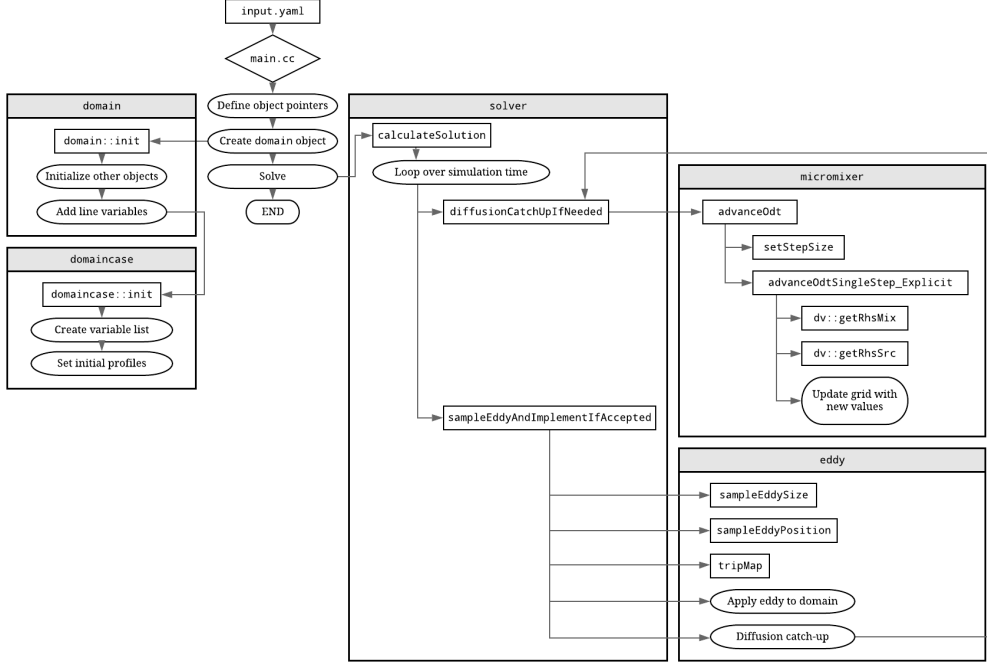 input.yaml
main.cc
Define object pointers
Create domain object
Solve
END
domain
domain::init
Initialize other objects
Add line variables
domaincase
domaincase::init
Create variable list
Set initial profiles
solver
calculateSolution
Loop over simulation time
diffusionCatchUpIfNeeded
sampleEddyAndImplementIfAccepted
micromixer
advanceOdt
setStepSize
advanceOdtSingleStep_Explicit
dv::getRhsMix
dv::getRhsSrc
Update grid with
new values
eddy
sampleEddySize
sampleEddyPosition
tripMap
Apply eddy to domain
Diffusion catch-up